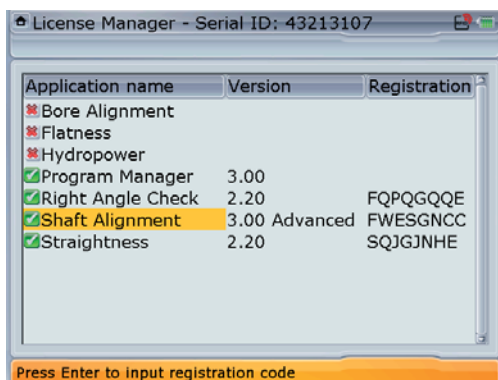 License Manager - Serial ID: 43213107
Application name Version Registration
Bore Alignment
Flatness
Hydropower
Program Manager 3.00
Right Angle Check 2.20 FQPQGQQE
Shaft Alignment 3.00 Advanced FWESGNCC
Straightness 2.20 SQJGJNHE
Press Enter to input registration code